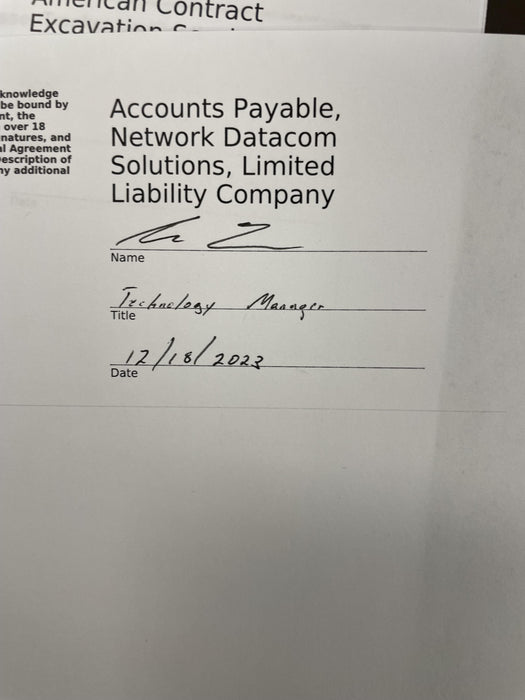 American Contract
Excavation
knowledge
be bound by
nt, the
over 18
natures, and
al Agreement
escription of
ny additional
Accounts Payable,
Network Datacom
Solutions, Limited
Liability Company
Name
Technology Manager
Title
12/18/2023
Date